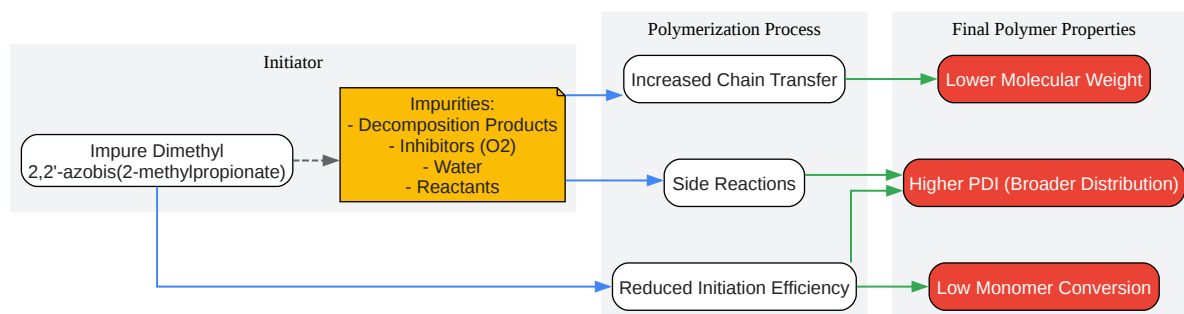 Polymerization Process
Final Polymer Properties
Initiator
Increased Chain Transfer
Lower Molecular Weight
Impurities:
- Decomposition Products
- Inhibitors (O2)
- Water
- Reactants
Impure Dimethyl
2,2'-azobis(2-methylpropionate)
Side Reactions
Higher PDI (Broader Distribution)
Reduced Initiation Efficiency
Low Monomer Conversion